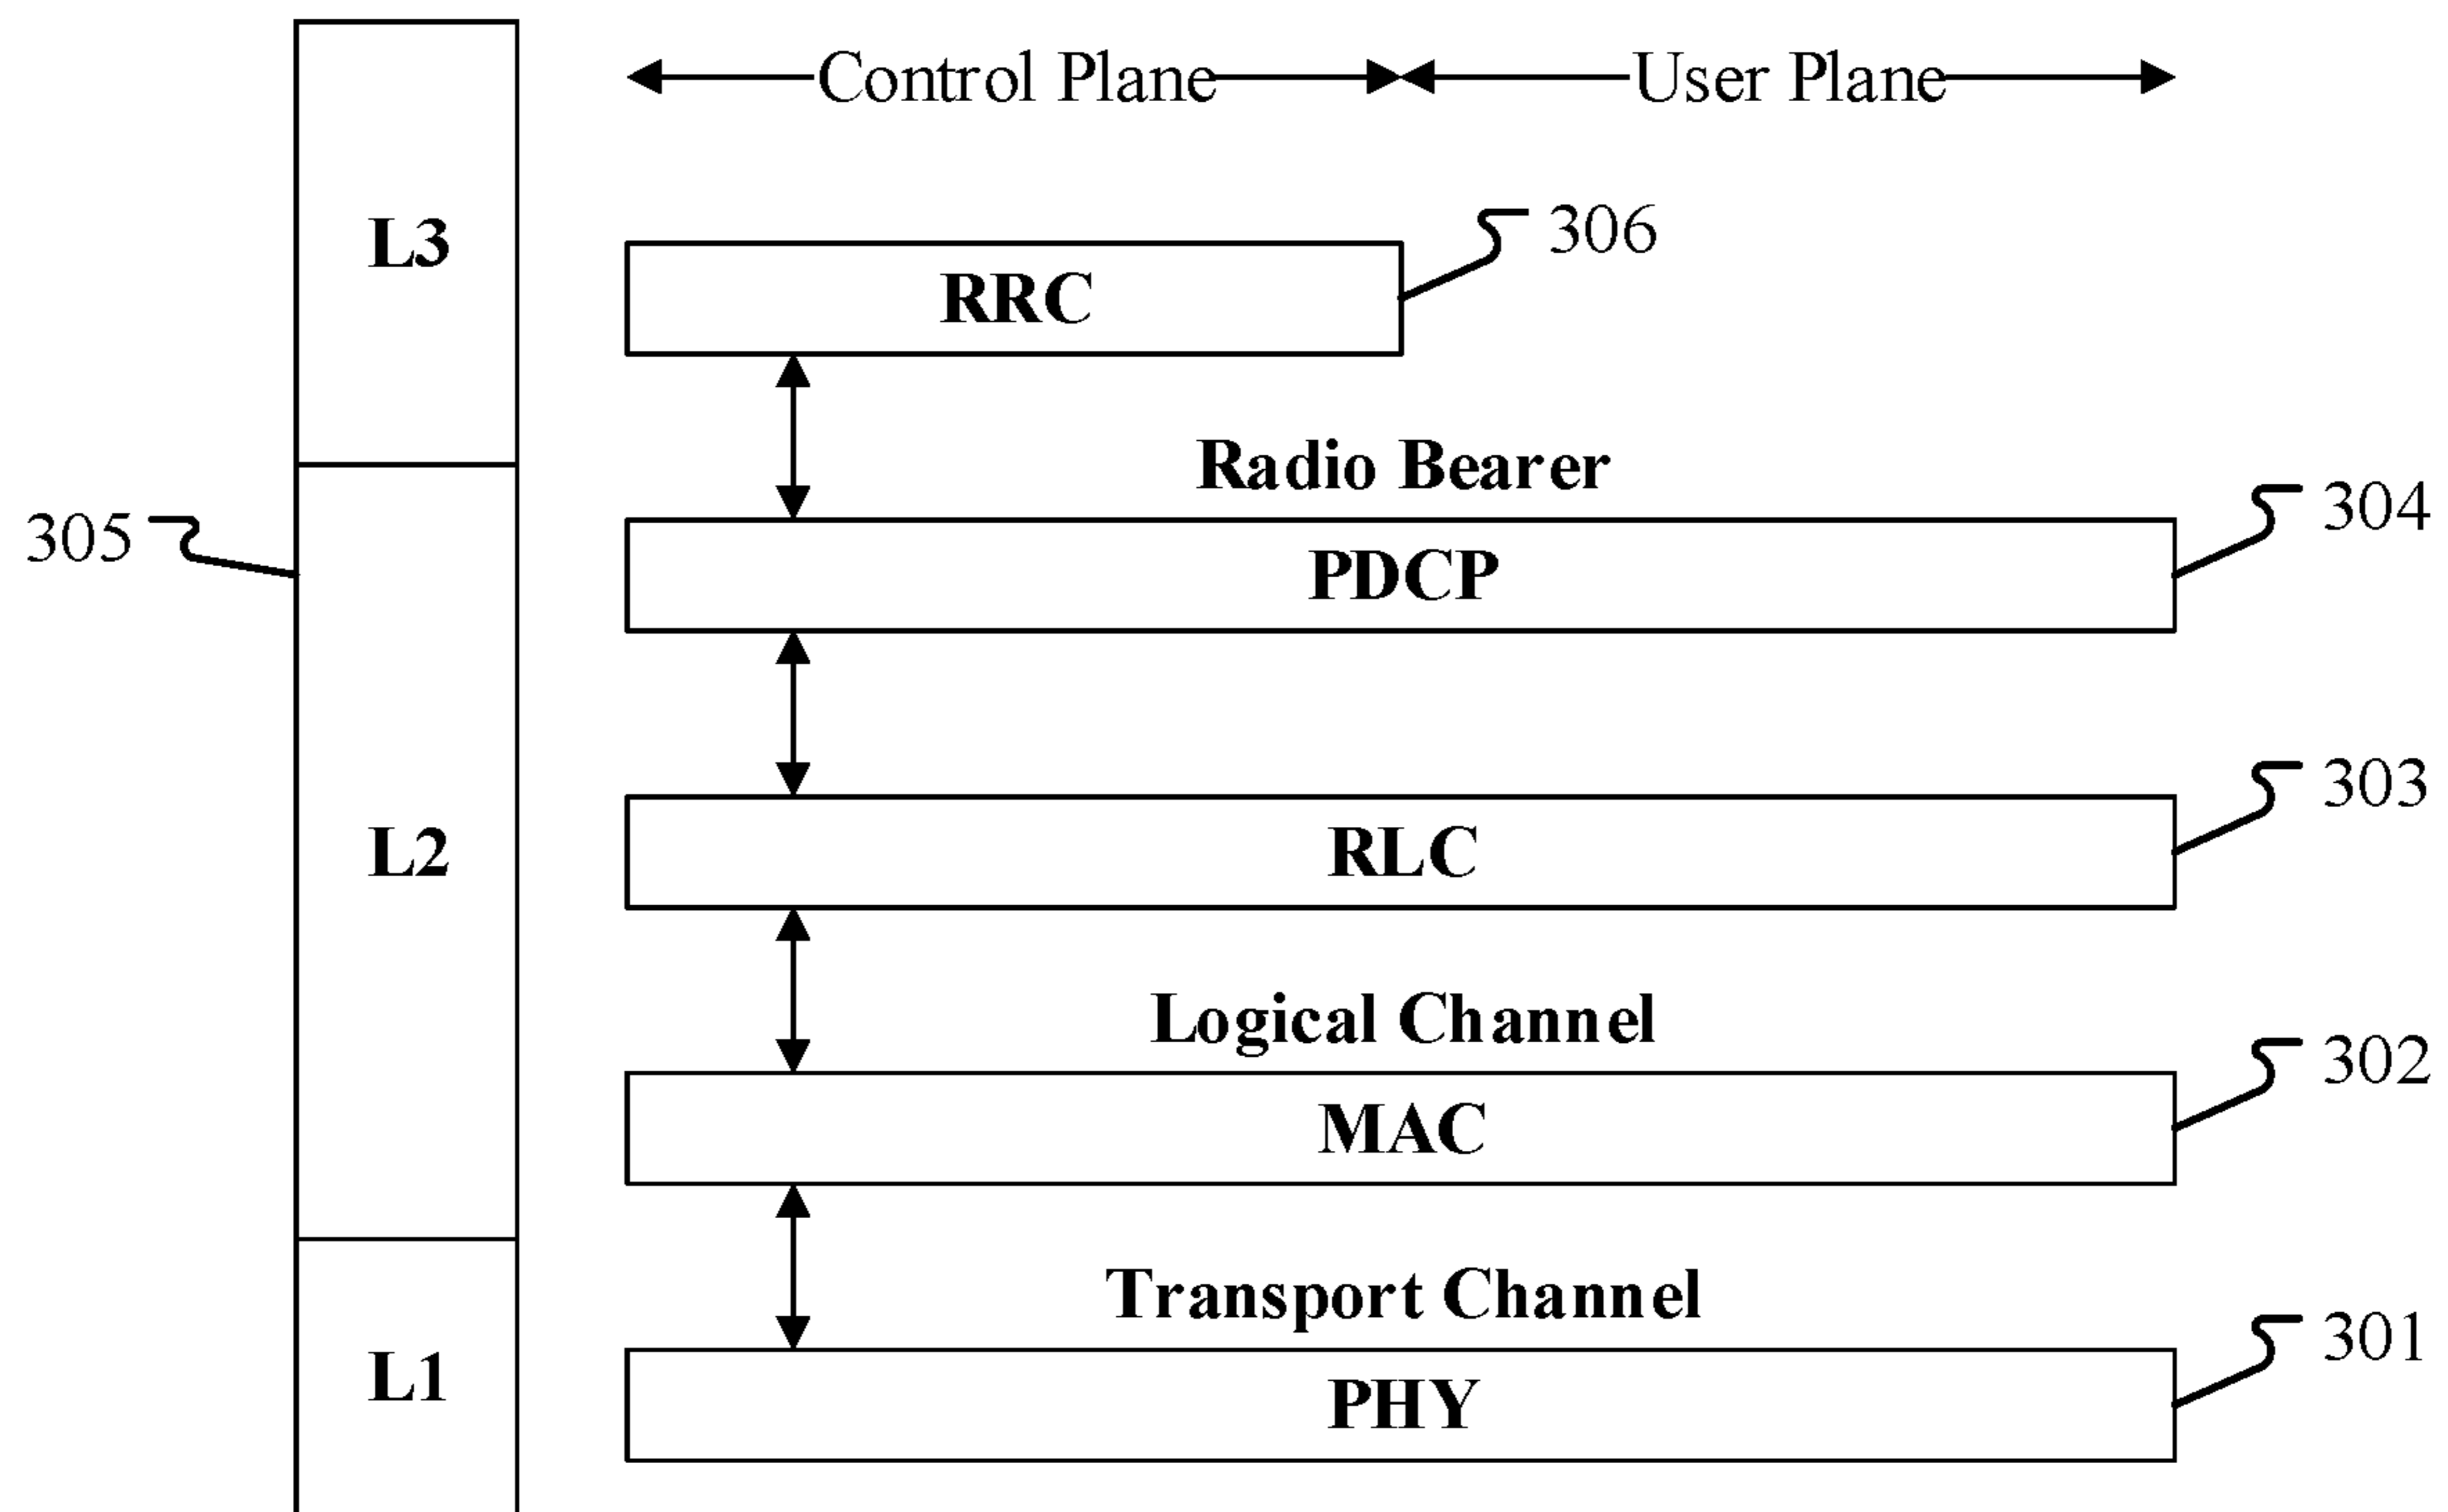 Control Plane User Plane
L3
306
RRC
Radio Bearer
304
305
PDCP
303
L2
RLC
Logical Channel
302
MAC
Transport Channel
301
L1
PHY